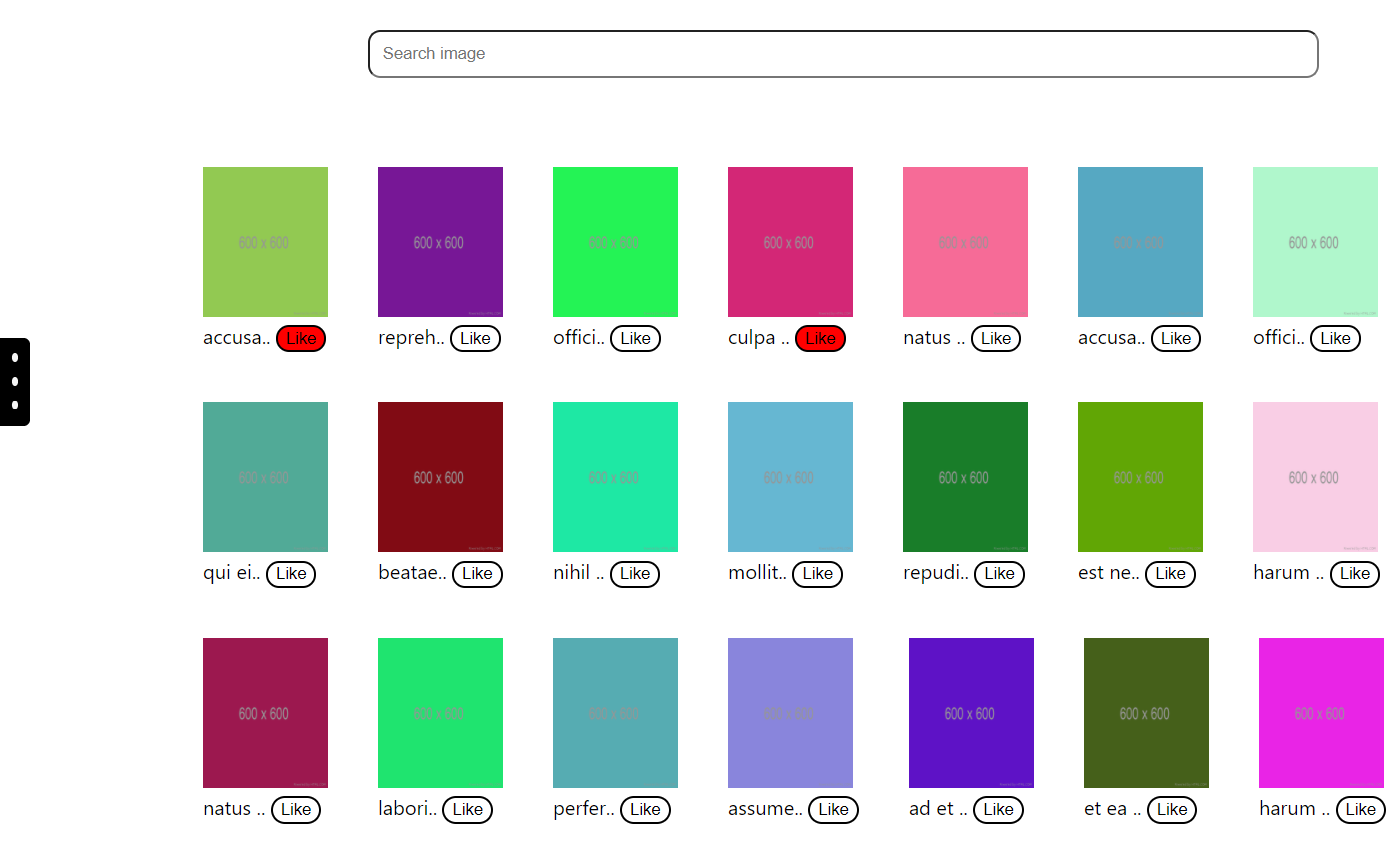 Search image
600 x 600 600 x 600 600 x 600 600 x 600 600 x 600 600 x 600 600 x 600
accusa.. Like repreh.. Like offici.. Like culpa .. Like natus .. Like accusa.. Like offici.. Like
600 x 600 600 x 600 600 x 600 600 x 600 600 x 600 600 x 600 600 x 600
qui ei.. Like beatae.. Like nihil .. Like mollit.. Like repudi.. Like est ne.. Like harum .. Like
600 x 600 600 x 600 600 x 600 600 x 600 600 x 600 600 x 600 600 x 600
natus .. Like labori.. Like perfer.. Like assume.. Like ad et .. Like et ea .. Like harum .. Like